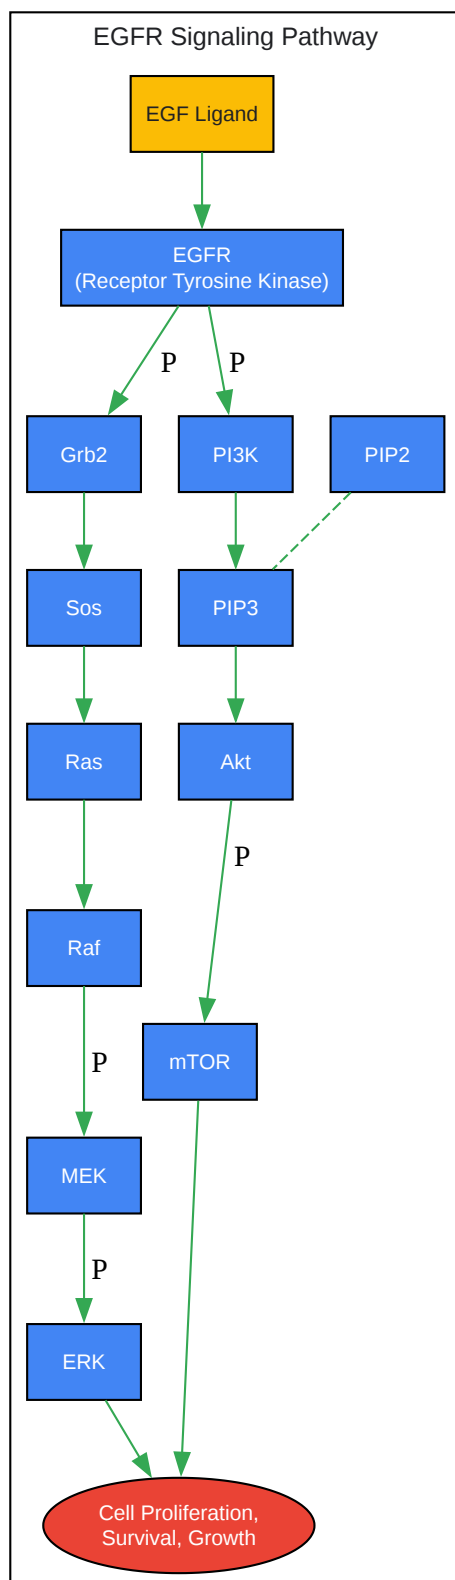 EGFR Signaling Pathway
EGF Ligand
EGFR
(Receptor Tyrosine Kinase)
P
P
Grb2
PI3K
PIP2
Sos
PIP3
Ras
Akt
P
Raf
mTOR
P
MEK
P
ERK
Cell Proliferation,
Survival, Growth